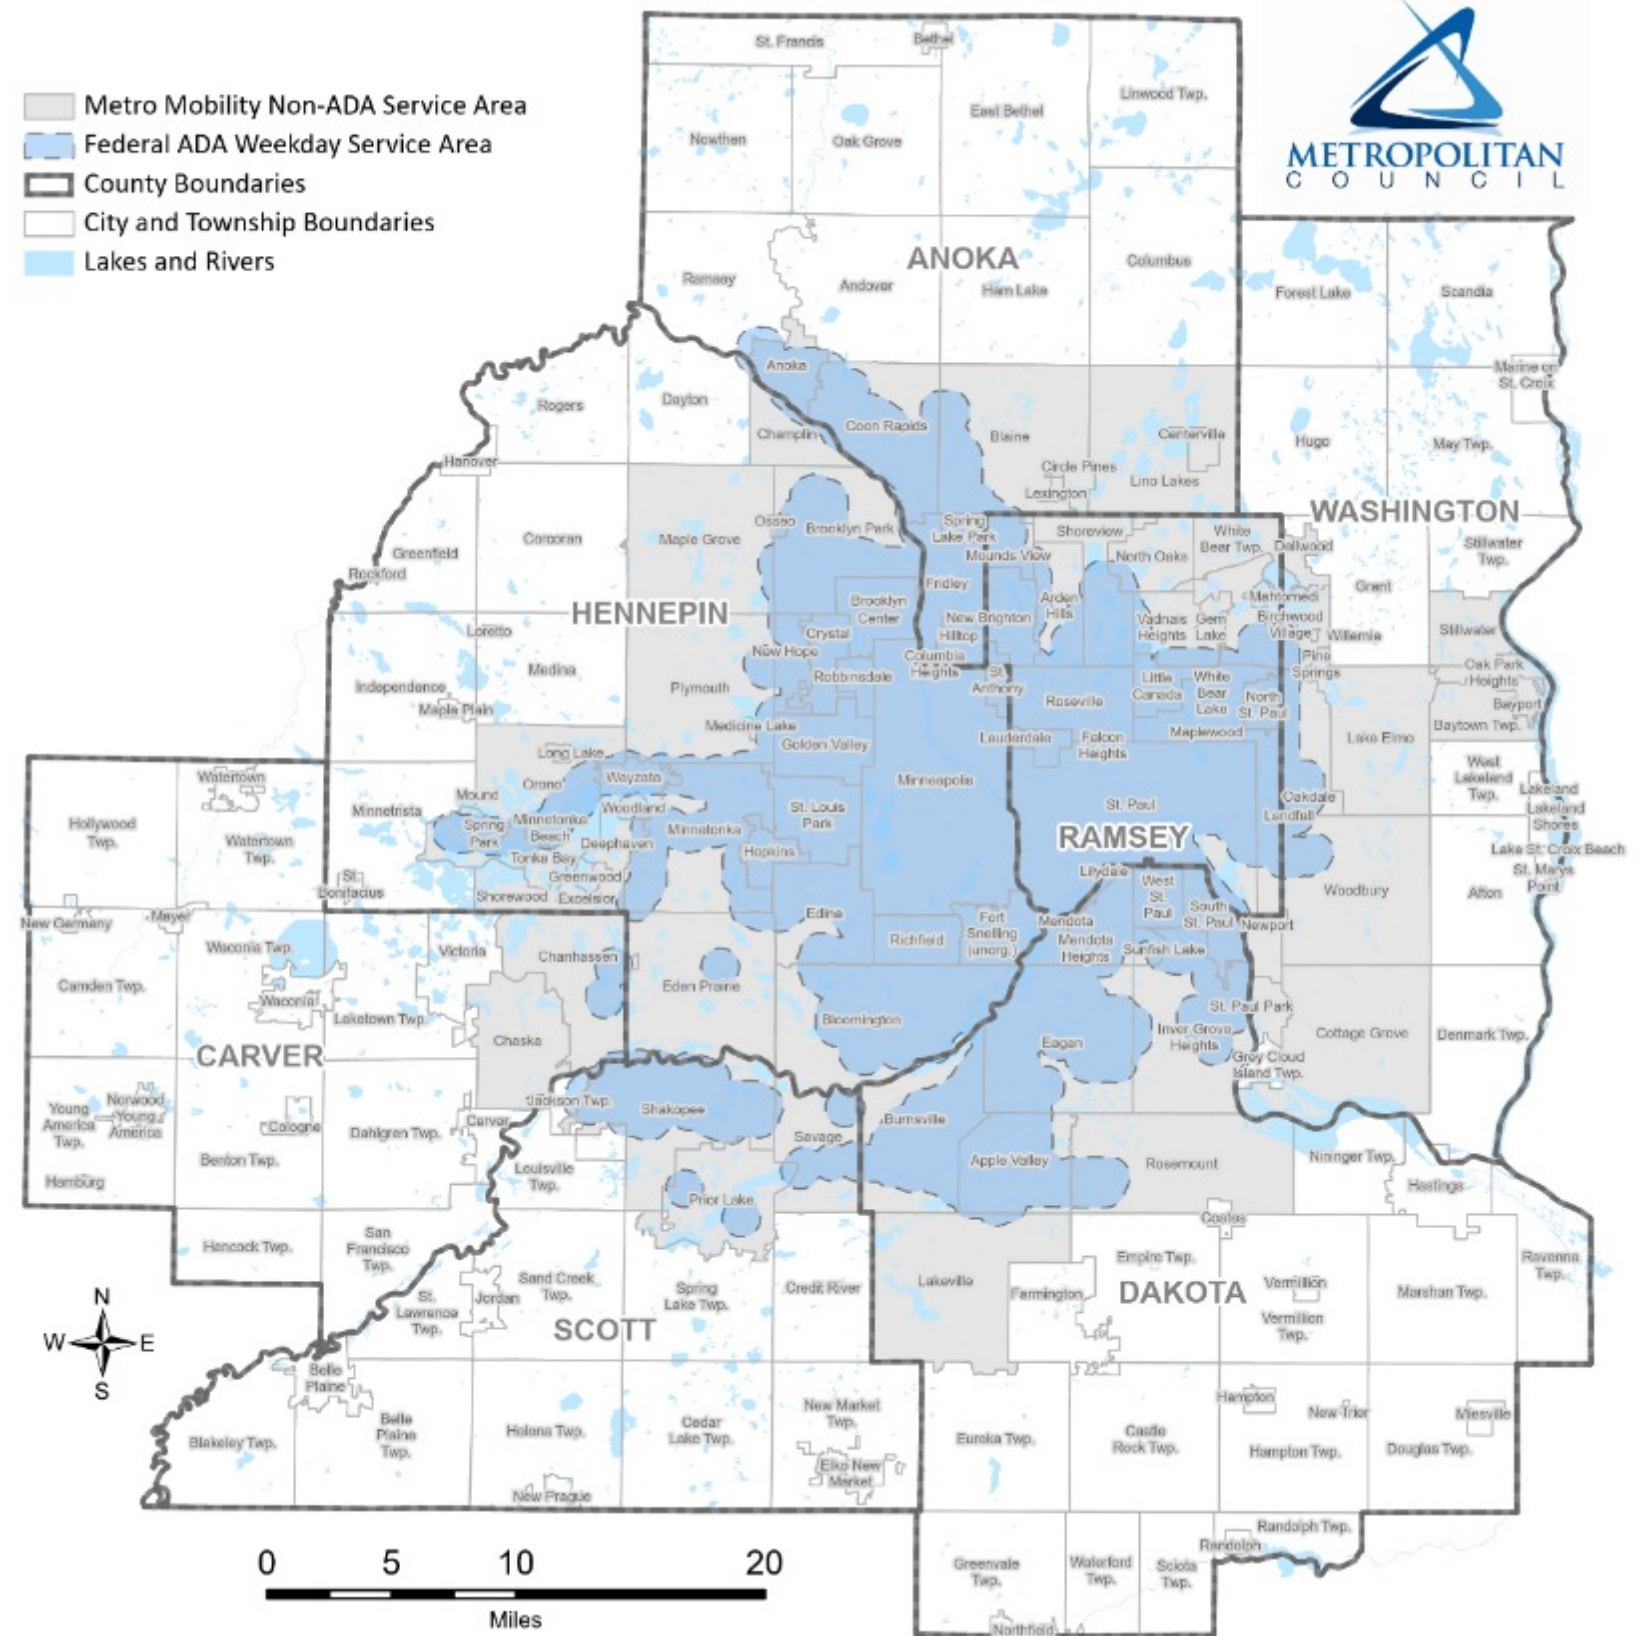 METROPOLITAN
COUNCIL
Metro Mobility Non-ADA Service Area
Federal ADA Weekday Service Area
County Boundaries
City and Township Boundaries
Lakes and Rivers
St. Francis
Bethel
Linwood Twp.
East Bethel
Nowthen
Oak Grove
ANOKA
Columbus
Ramsey
Andover
Ham Lake
Forest Lake
Scandia
Marine on
St. Croix
Anoka
Rogers
Dayton
Champlin
Coon Rapids
Blaine
Centerville
Hugo
May Twp.
Hanover
Circle Pines
Lexington
Lino Lakes
WASHINGTON
Osseo
Brooklyn Park
Spring
Lake Park
Shoreview
White
Bear Twp.
Dellwood
Stillwater
Twp.
Corcoran
Maple Grove
Greenfield
Mounds View
North Oaks
Rockford
Fridley
Grant
HENNEPIN
Brooklyn
Center
Arden
Hills
Mahtomedi
New Brighton
Vadnais
Heights
Gem
Lake
Birchwood
Village
Willernie
Stillwater
Loretto
Crystal
Hilltop
New Hope
Columbia
Heights
Pine
Springs
Oak Park
Heights
Medina
Robbinsdale
St.
Anthony
Little
Canada
White
Bear
Lake
North
St. Paul
Independence
Plymouth
Roseville
Bayport
Maple Plain
Medicine Lake
Baytown Twp.
Golden Valley
Lauderdale
Falcon
Heights
Maplewood
Lake Elmo
Long Lake
Watertown
Orono
Wayzata
Minneapolis
West
Lakeland
Twp.
Lakeland
Lakeland
Shores
Mound
Woodland
St. Louis
Park
St. Paul
Oakdale
Landfall
Minnetrista
Hollywood
Twp.
Watertown
Twp.
Spring
Park
Minnetonka
Beach
Minnetonka
RAMSEY
Deephaven
Hopkins
Lake St. Croix Beach
Tonka Bay
Greenwood
Lilydale
St. Marys
Point
St.
Bonifacius
Shorewood
Excelsior
West
St.
Paul
Woodbury
Afton
New Germany
Mayer
Edina
Fort
Snelling
(unorg.)
Mendota
South
St. Paul
Newport
Richfield
Mendota
Heights
Sunfish Lake
Waconia Twp.
Victoria
Chanhassen
Camden Twp.
Eden Prairie
Waconia
Laketown Twp.
Bloomington
St. Paul Park
Chaska
Eagan
Inver Grove
Heights
Cottage Grove
Denmark Twp.
CARVER
Grey Cloud
Island Twp.
Young
America
Twp.
Norwood
Young
America
Jackson Twp.
Shakopee
Cologne
Dahlgren Twp.
Carver
Savage
Burnsville
Hamburg
Benton Twp.
Louisville
Twp.
Apple Valley
Rosemount
Nininger Twp.
Hastings
Prior Lake
Hancock Twp.
San
Francisco
Twp.
Coates
Empire Twp.
Ravenna
Twp.
Sand Creek
Twp.
Spring
Lake Twp.
Credit River
Lakeville
Farmington
DAKOTA
Vermillion
Marshan Twp.
St.
Lawrence
Twp.
Jordan
SCOTT
Vermillion
Twp.
N
W
E
S
Belle
Plaine
Blakeley Twp.
Belle
Plaine
Twp.
Helena Twp.
Cedar
Lake Twp.
New Market
Twp.
Elko New
Market
New Prague
Eureka Twp.
Castle
Rock Twp.
Hampton
New Trier
Miesville
Hampton Twp.
Douglas Twp.
Randolph Twp.
Randolph
Greenvale
Twp.
Waterford
Twp.
Sciota
Twp.
Northfield
0 5 10 20
Miles